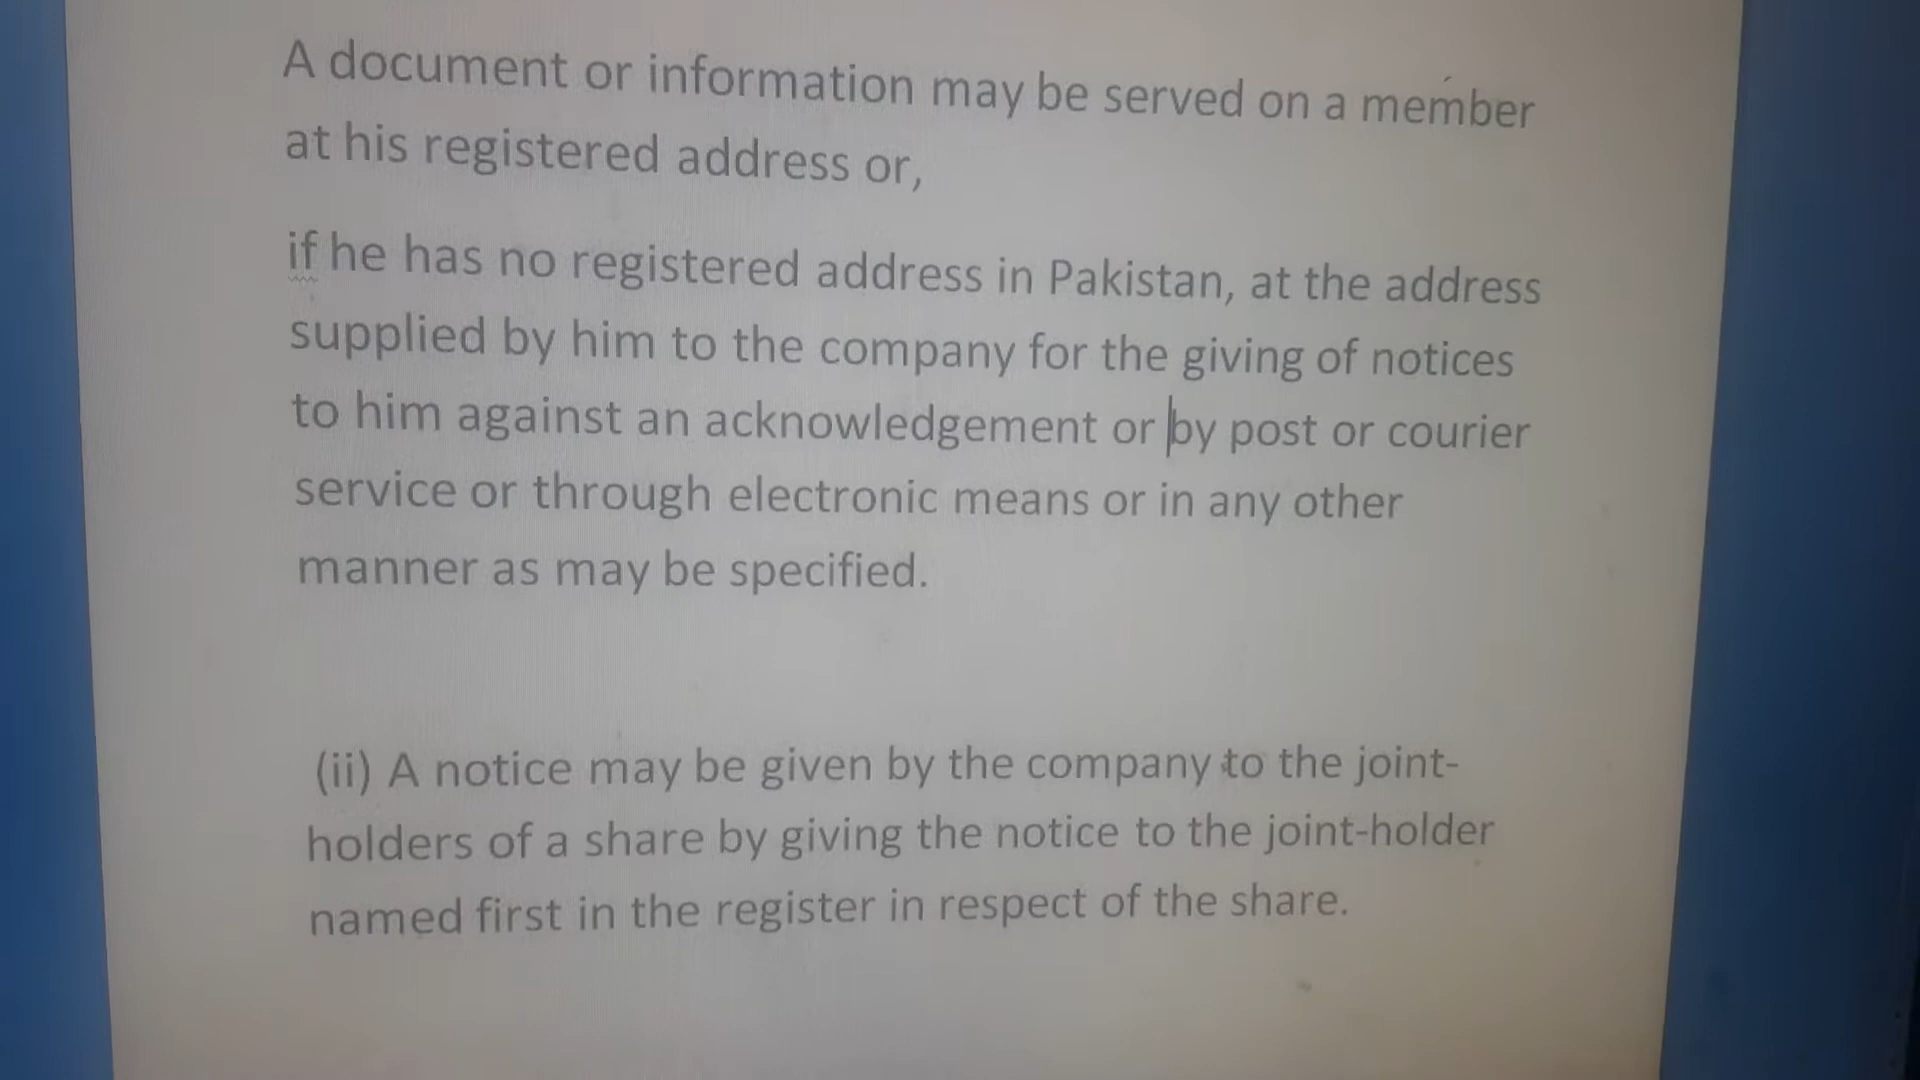 A document or information may be served on a member
at his registered address or,
if he has no registered address in Pakistan, at the address
supplied by him to the company for the giving of notices
to him against an acknowledgement or by post or courier
service or through electronic means or in any other
manner as may be specified.
(ii) A notice may be given by the company to the joint-
holders of a share by giving the notice to the joint-holder
named first in the register in respect of the share.